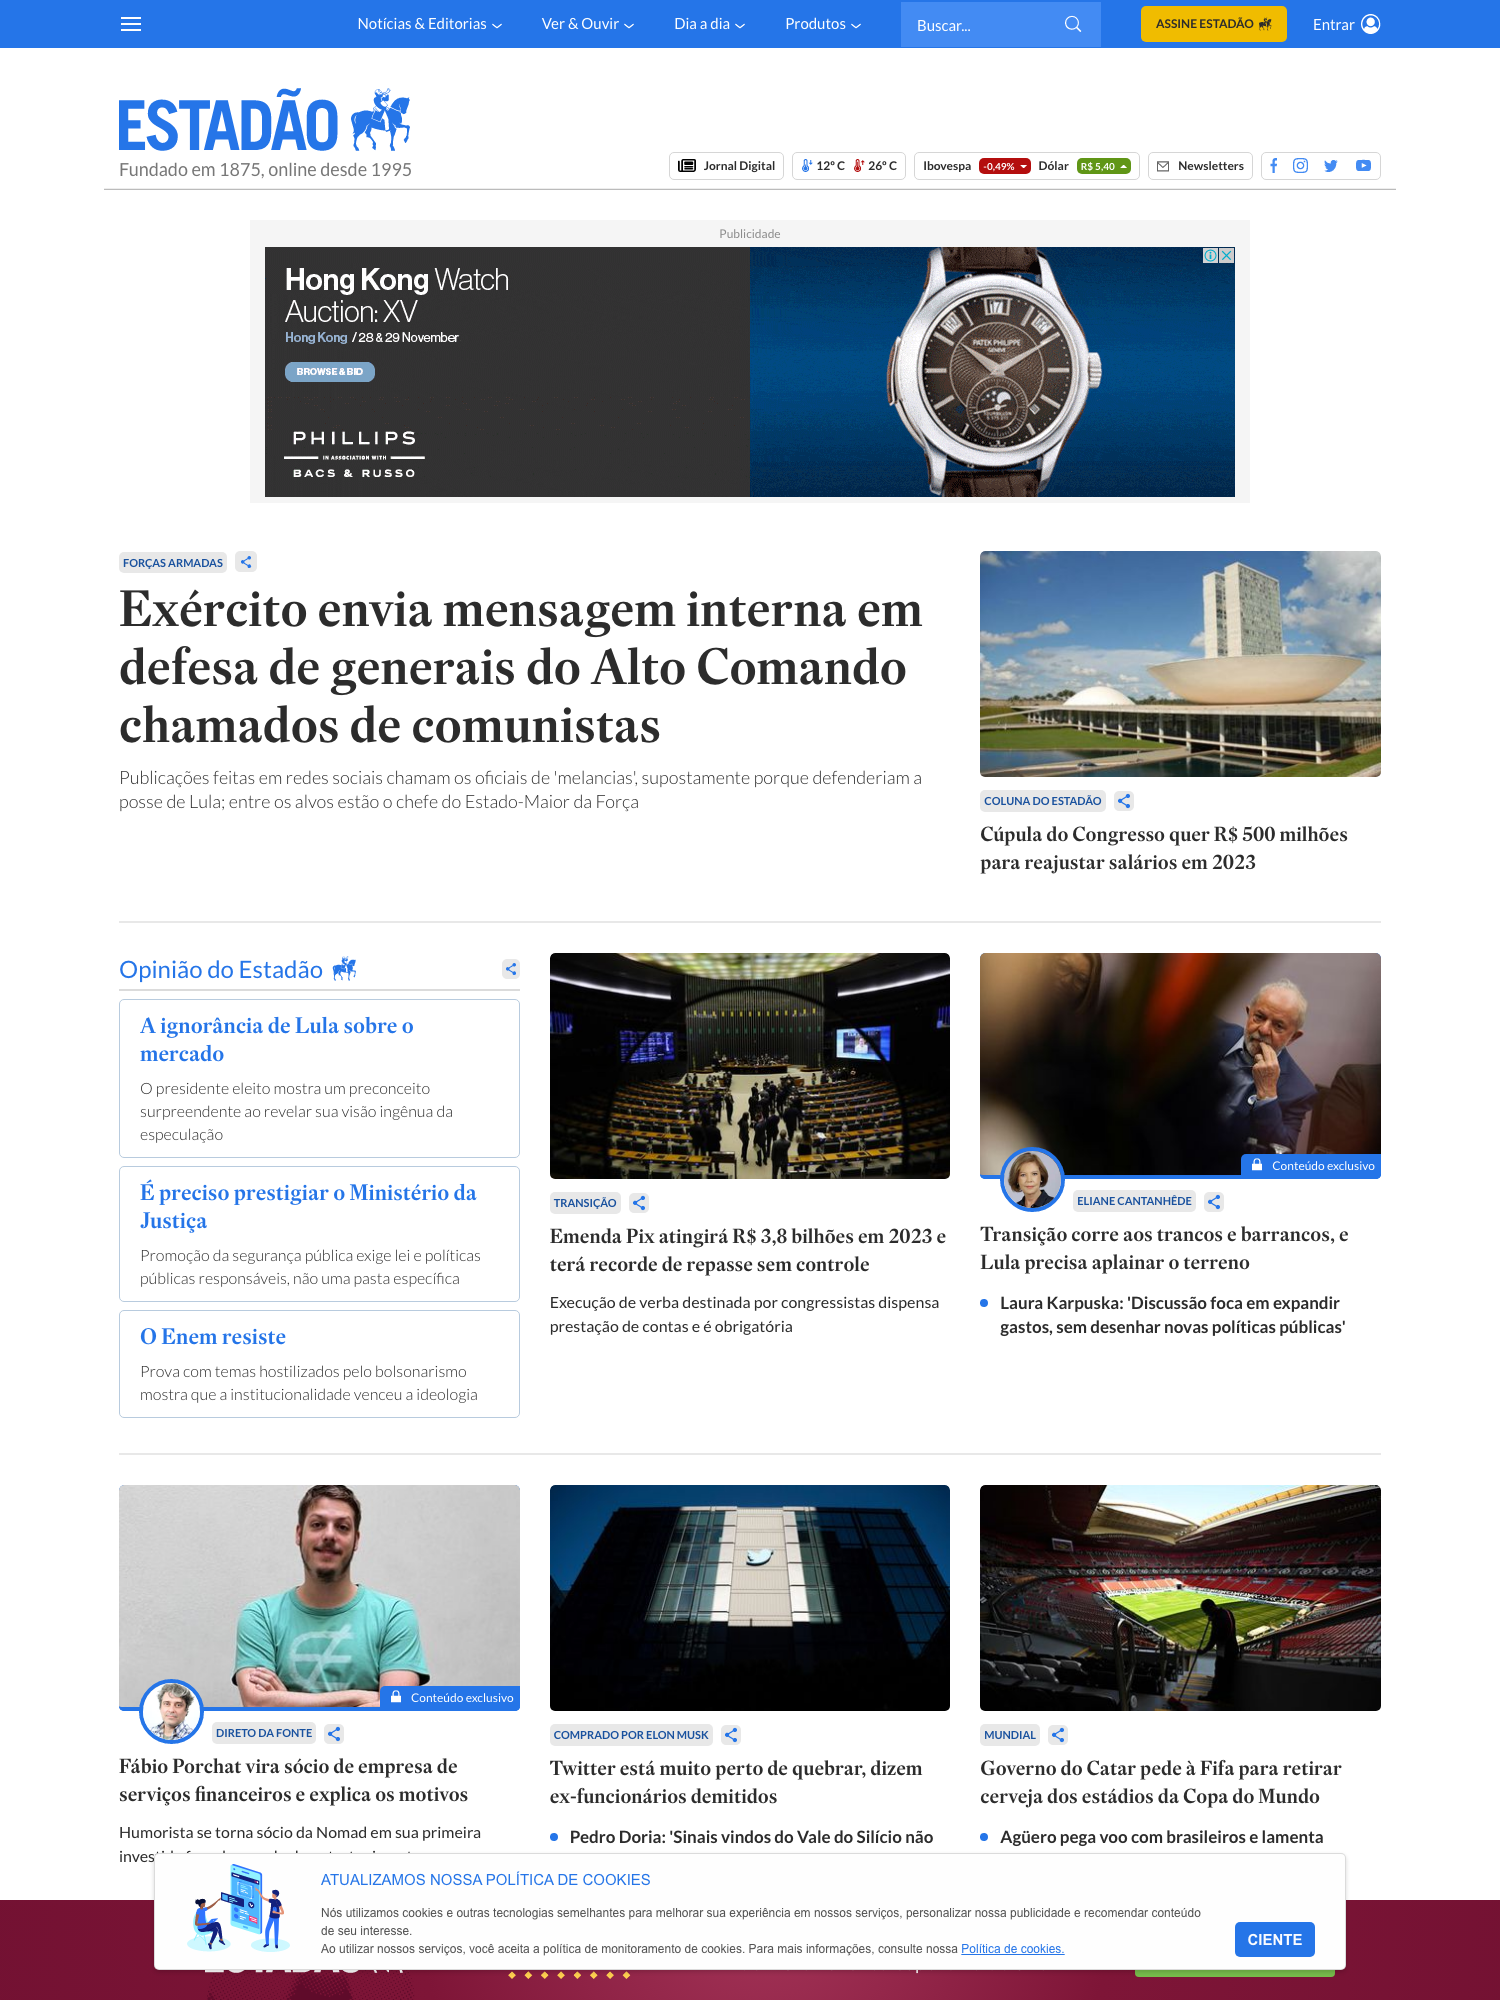 Notícias & Editorias
Ver & Ouvir
Dia a dia
Produtos
Buscar...
ASSINE ESTADÃO
Entrar
ESTADÃO
Fundado em 1875, online desde 1995
Jornal Digital
12º C 26º C
Ibovespa -0,49% Dólar R$ 5,40
Newsletters
Publicidade
Hong Kong Watch
Auction: XV
Hong Kong / 28 & 29 November
BROWSE & BID
PHILLIPS
IN ASSOCIATION WITH
BACS & RUSSO
PATEK PHILIPPE
GENEVE
FORÇAS ARMADAS
Exército envia mensagem interna em
defesa de generais do Alto Comando
chamados de comunistas
Publicações feitas em redes sociais chamam os oficiais de 'melancias', supostamente porque defenderiam a
posse de Lula; entre os alvos estão o chefe do Estado-Maior da Força
COLUNA DO ESTADÃO
Cúpula do Congresso quer R$ 500 milhões
para reajustar salários em 2023
Opinião do Estadão
A ignorância de Lula sobre o
mercado
O presidente eleito mostra um preconceito
surpreendente ao revelar sua visão ingênua da
especulação
É preciso prestigiar o Ministério da
Justiça
Promoção da segurança pública exige lei e políticas
públicas responsáveis, não uma pasta específica
O Enem resiste
Prova com temas hostilizados pelo bolsonarismo
mostra que a institucionalidade venceu a ideologia
TRANSIÇÃO
Emenda Pix atingirá R$ 3,8 bilhões em 2023 e
terá recorde de repasse sem controle
Execução de verba destinada por congressistas dispensa
prestação de contas e é obrigatória
Conteúdo exclusivo
ELIANE CANTANHÊDE
Transição corre aos trancos e barrancos, e
Lula precisa aplainar o terreno
Laura Karpuska: 'Discussão foca em expandir
gastos, sem desenhar novas políticas públicas'
Conteúdo exclusivo
DIRETO DA FONTE
Fábio Porchat vira sócio de empresa de
serviços financeiros e explica os motivos
Humorista se torna sócio da Nomad em sua primeira
COMPRADO POR ELON MUSK
Twitter está muito perto de quebrar, dizem
ex-funcionários demitidos
Pedro Doria: 'Sinais vindos do Vale do Silício não
MUNDIAL
Governo do Catar pede à Fifa para retirar
cerveja dos estádios da Copa do Mundo
Agüero pega voo com brasileiros e lamenta
ATUALIZAMOS NOSSA POLÍTICA DE COOKIES
Nós utilizamos cookies e outras tecnologias semelhantes para melhorar sua experiência em nossos serviços, personalizar nossa publicidade e recomendar conteúdo
de seu interesse.
Ao utilizar nossos serviços, você aceita a política de monitoramento de cookies. Para mais informações, consulte nossa Política de cookies.
CIENTE